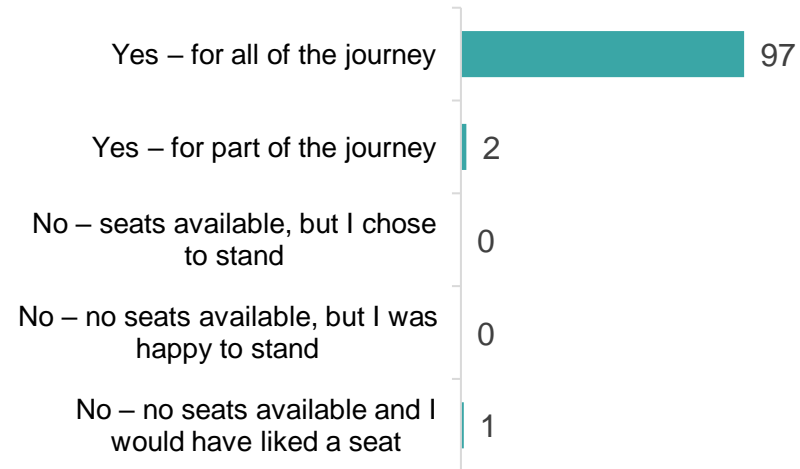 Yes – for all of the journey
97
Yes – for part of the journey
2
No – seats available, but I chose
to stand
0
No – no seats available, but I was
happy to stand
0
No – no seats available and I
would have liked a seat
1